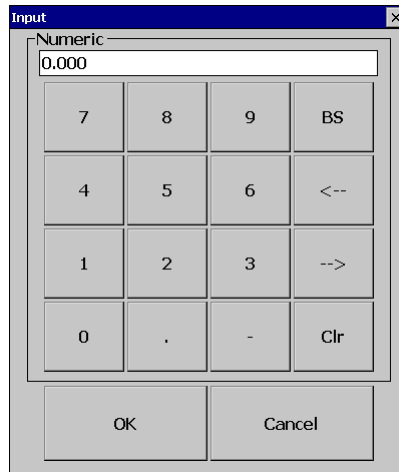 Input
Numeric
0.000
7 8 9 BS
4 5 6 <--
1 2 3 -->
0 . - Clr
OK Cancel